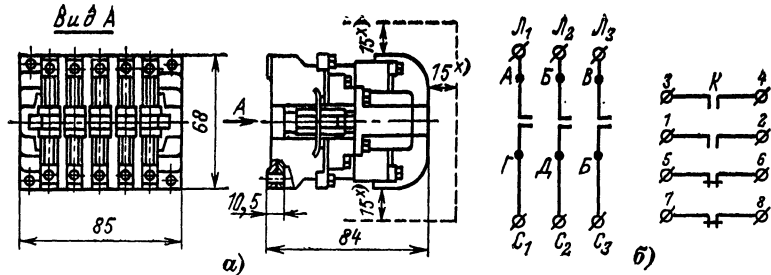 Вид А
15х)
15х)
А
68
10,5
15х)
85
84
а)
Л1 Л2 Л3
А Б В
Г Д Б
С1 С2 С3
3 К 4
1 2
5 6
7 8
б)